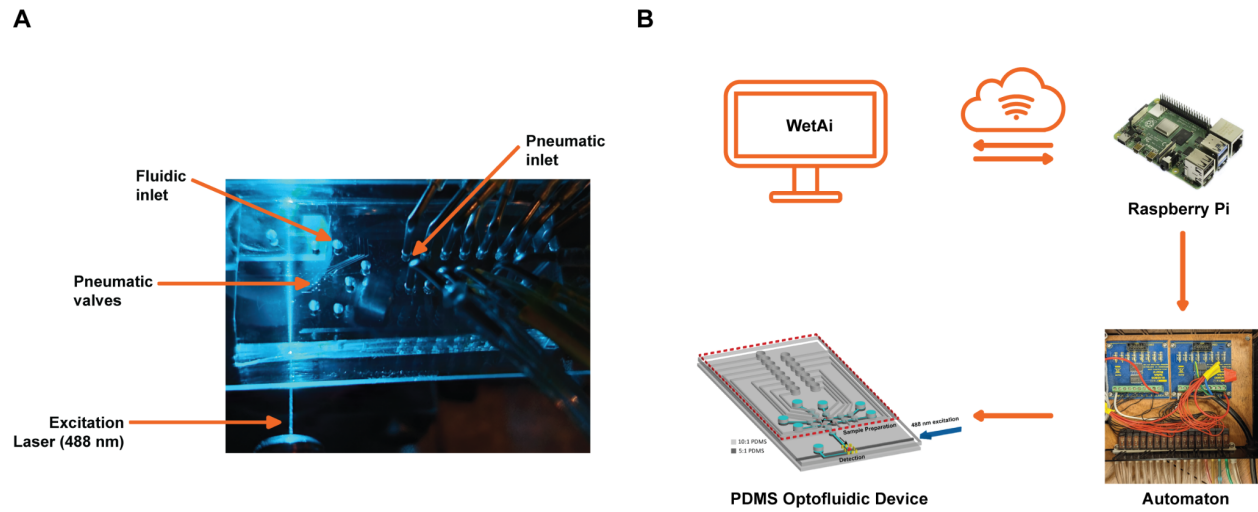 A
B
Pneumatic
inlet
Fluidic
inlet
Pneumatic
valves
Excitation
Laser (488 nm)
WetAi
Raspberry Pi
Sample Preparation
488 nm excitation
10:1 PDMS
5:1 PDMS
Detection
PDMS Optofluidic Device
Automaton